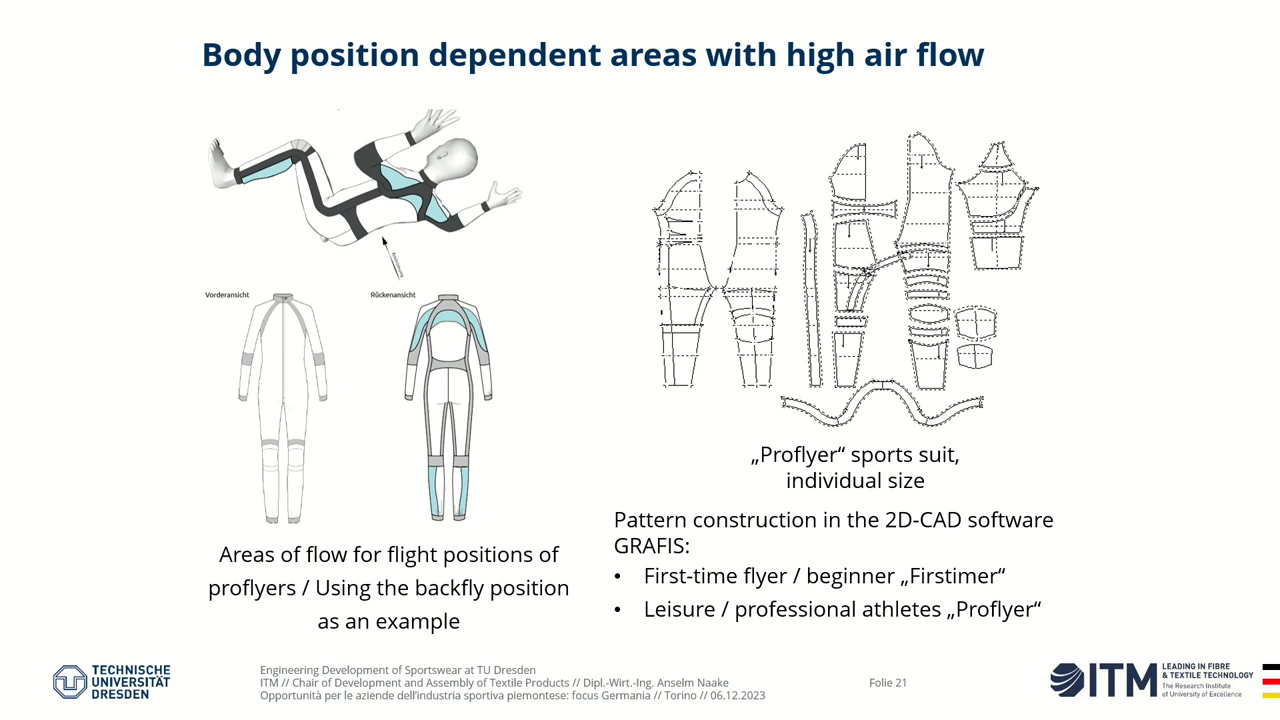 Body position dependent areas with high air flow
Vorderansicht
Rückenansicht
Areas of flow for flight positions of
proflyers / Using the backfly position
as an example
„Proflyer“ sports suit,
individual size
Pattern construction in the 2D-CAD software
GRAFIS:
• First-time flyer / beginner „Firstimer“
• Leisure / professional athletes „Proflyer“
TECHNISCHE
UNIVERSITÄT
DRESDEN
Engineering Development of Sportswear at TU Dresden
ITM // Chair of Development and Assembly of Textile Products // Dipl.-Wirt.-Ing. Anselm Naake
Opportunità per le aziende dell’industria sportiva piemontese: focus Germania // Torino // 06.12.2023
Folie 21
ITM
LEADING IN FIBRE
& TEXTILE TECHNOLOGY
The Research Institute
of University of Excellence